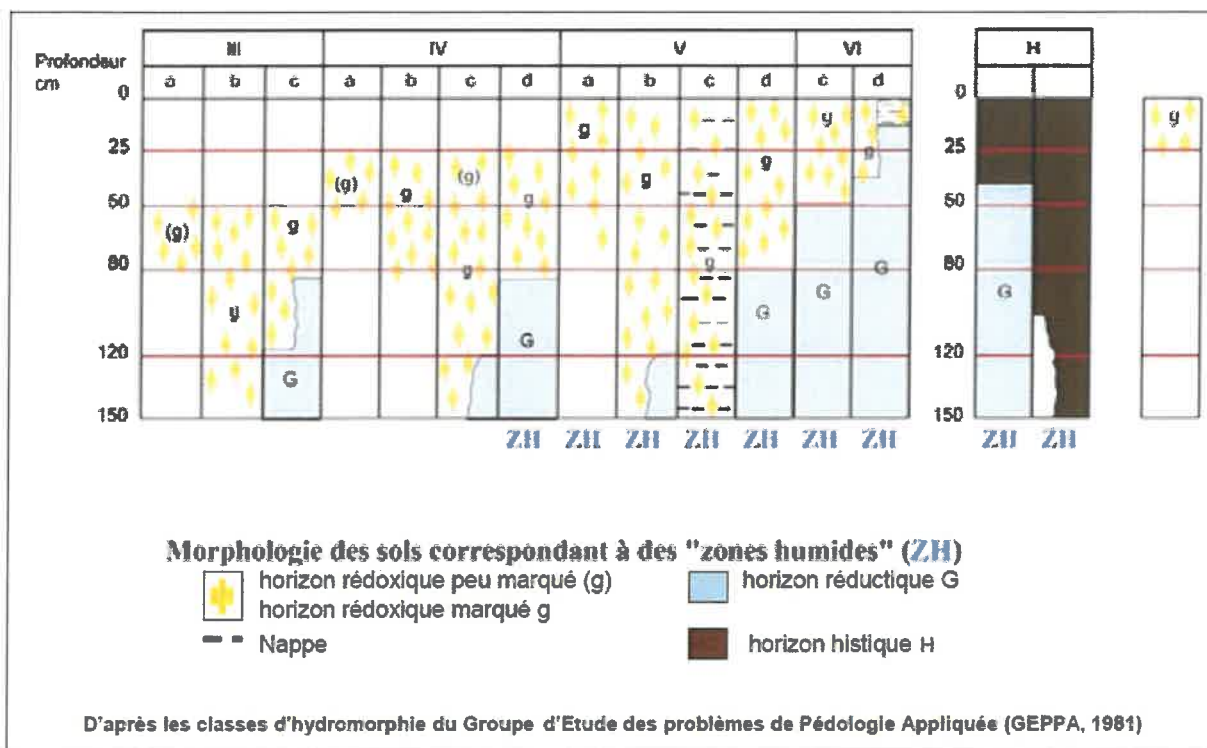 III IV V VI H
Profondeur
cm
a b c a b c d a b c d c d
0 0
g g g
25 25
(g) g (g) g g g g
50 50
(g) g g
80 80
g g G G G
g G G
120 120
G
150 150
ZH ZH ZH ZH ZH ZH ZH ZH ZH
Morphologie des sols correspondant à des "zones humides" (ZH)
horizon rédoxique peu marqué (g) horizon réductique G
horizon rédoxique marqué g
Nappe horizon histique H
D'après les classes d'hydromorphie du Groupe d'Etude des problèmes de Pédologie Appliquée (GEPPA, 1981)